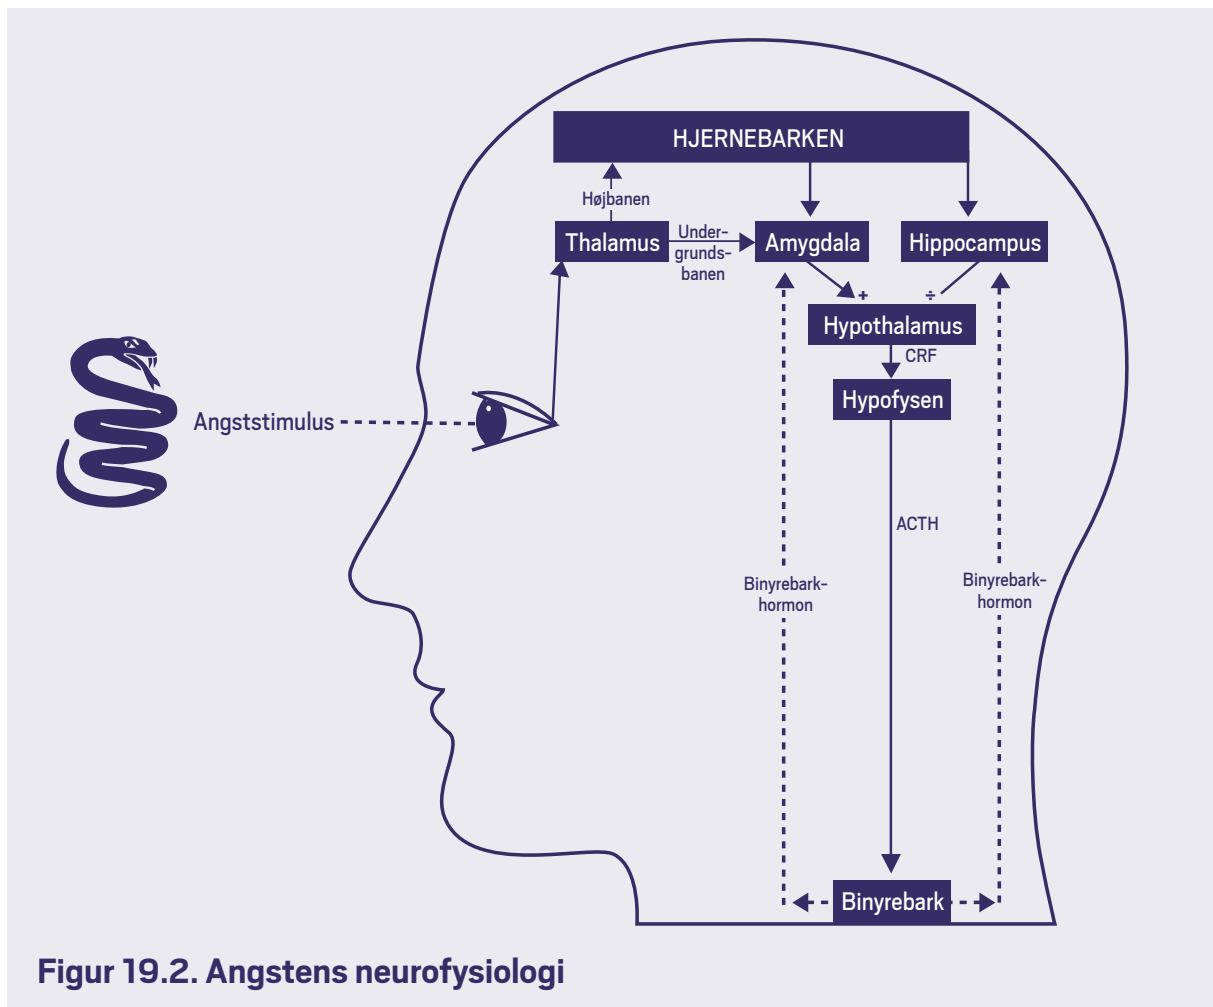 HJERNEBARKEN
Højbanen
Thalamus
Under-
grunds-
banen
Amygdala
Hippocampus
+
÷
Hypothalamus
CRF
Hypofysen
Angststimulus
ACTH
Binyrebark-
hormon
Binyrebark-
hormon
Binyrebark
Figur 19.2. Angstens neurofysiologi